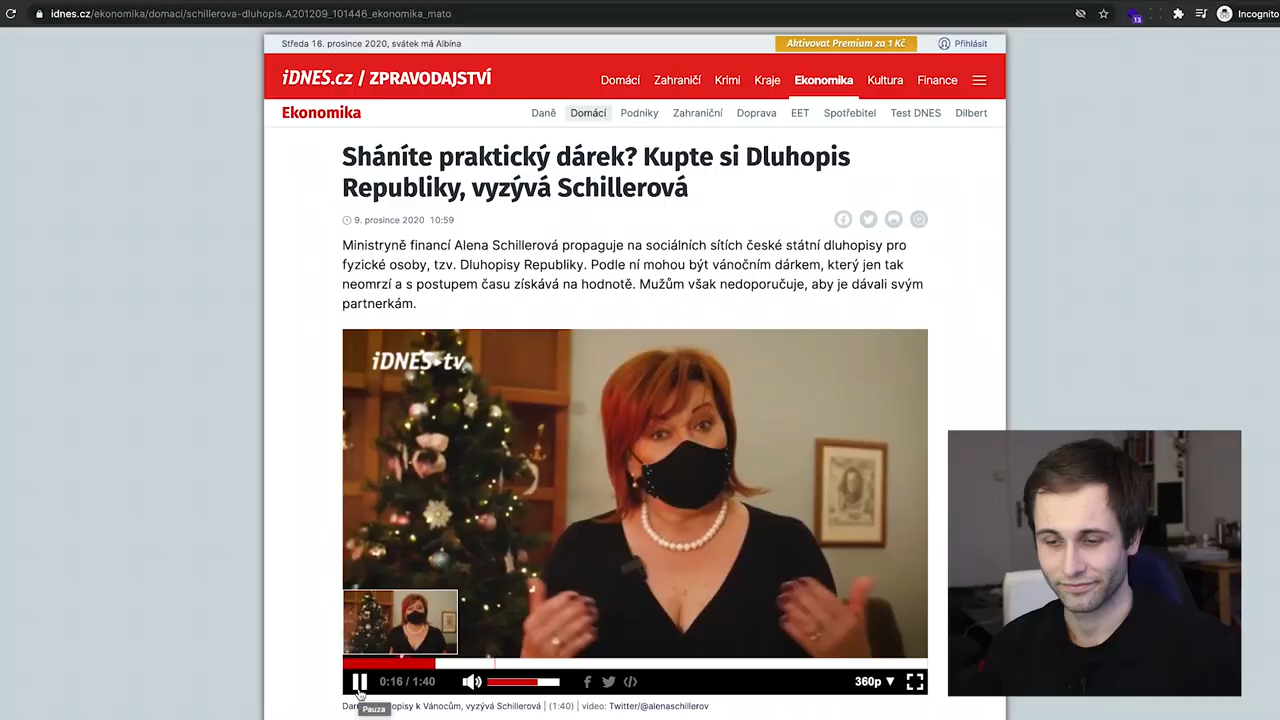 idnes.cz/ekonomika/domaci/schillerova-dluhopis.A201209_101446_ekonomika_mato
13
Incognito
Středa 16. prosince 2020, svátek má Albína
Aktivovat Premium za 1 Kč
Přihlásit
iDNES.cz / ZPRAVODAJSTVÍ
Domácí Zahraničí Krimi Kraje Ekonomika Kultura Finance
Ekonomika
Daně Domácí Podniky Zahraniční Doprava EET Spotřebitel Test DNES Dilbert
Sháníte praktický dárek? Kupte si Dluhopis
Republiky, vyzývá Schillerová
9. prosince 2020 10:59
Ministryně financí Alena Schillerová propaguje na sociálních sítích české státní dluhopisy pro
fyzické osoby, tzv. Dluhopisy Republiky. Podle ní mohou být vánočním dárkem, který jen tak
neomrzí a s postupem času získává na hodnotě. Mužům však nedoporučuje, aby je dávali svým
partnerkám.
iDNES tv
0:16 / 1:40
360p
Pauza
opisy k Vánocům, vyzývá Schillerová | (1:40) | video: Twitter/@alenaschillerov